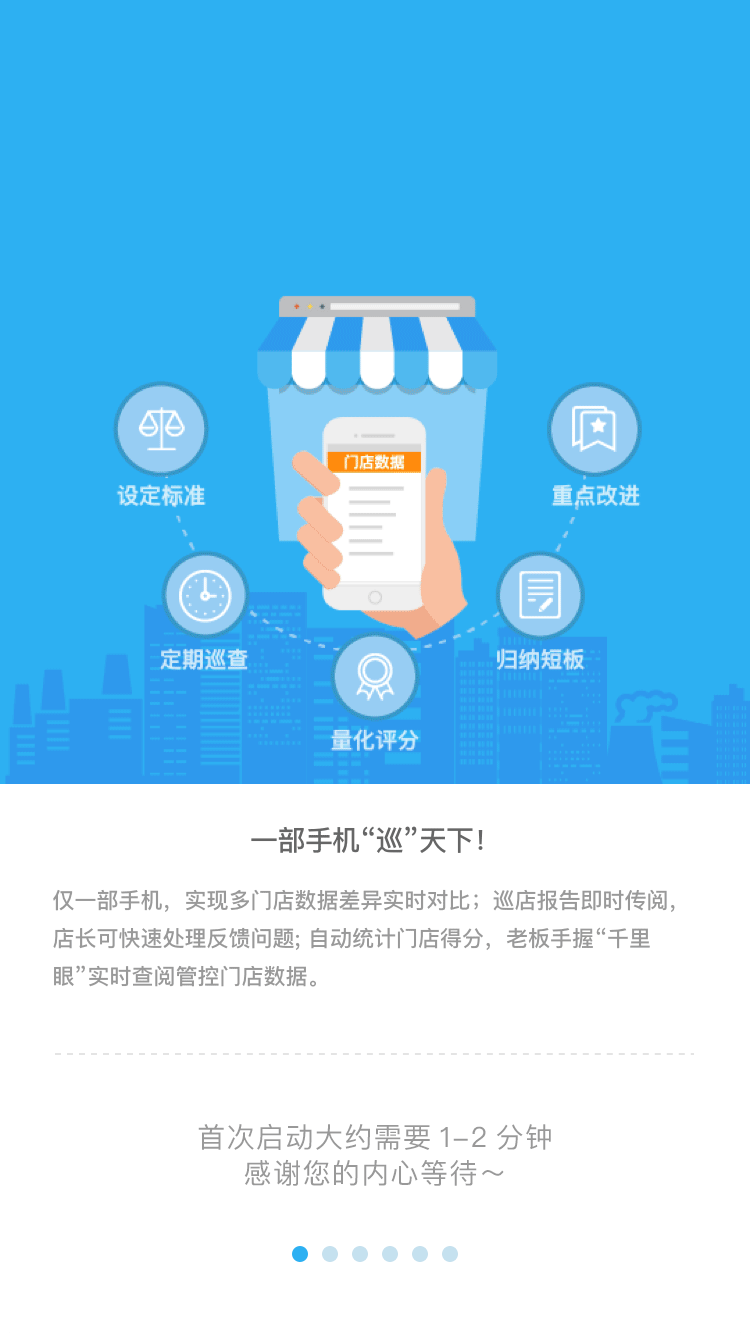 门店数据
设定标准
重点改进
定期巡查
归纳短板
量化评分
一部手机“巡”天下！
仅一部手机，实现多门店数据差异实时对比；巡店报告即时传阅，
店长可快速处理反馈问题; 自动统计门店得分，老板手握“千里
眼”实时查阅管控门店数据。
首次启动大约需要 1-2 分钟
感谢您的内心等待～